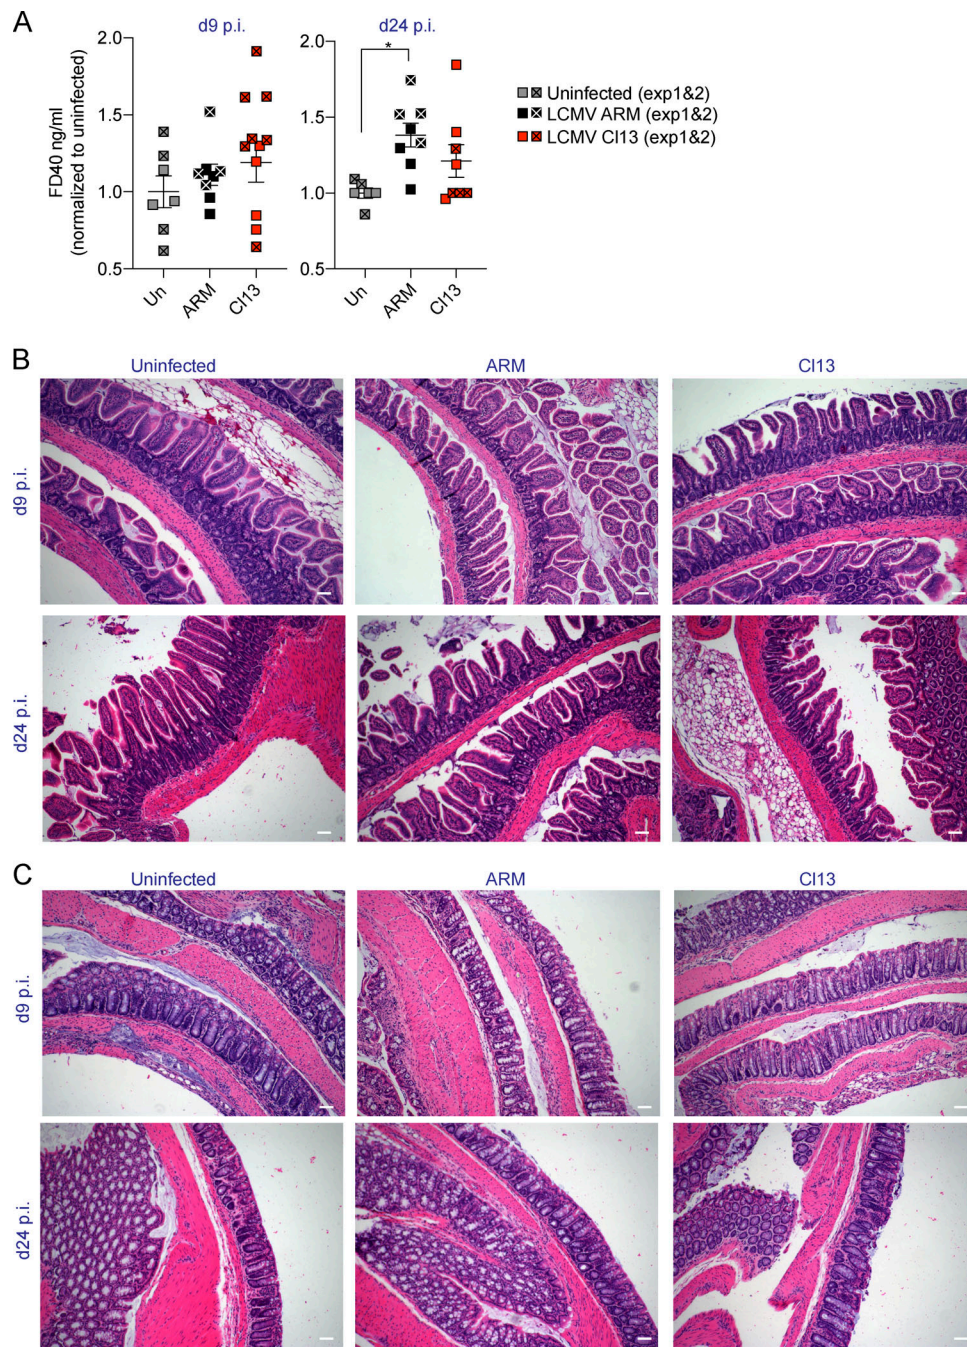 A
d9 p.i.
d24 p.i.
FD40 ng/ml
(normalized to uninfected)
2.0
1.5
1.0
0.5
Un
ARM
Cl13
2.0
1.5
1.0
0.5
*
Un
ARM
Cl13
Uninfected (exp1&2)
LCMV ARM (exp1&2)
LCMV Cl13 (exp1&2)
B
Uninfected
ARM
Cl13
d9 p.i.
d24 p.i.
C
Uninfected
ARM
Cl13
d9 p.i.
d24 p.i.